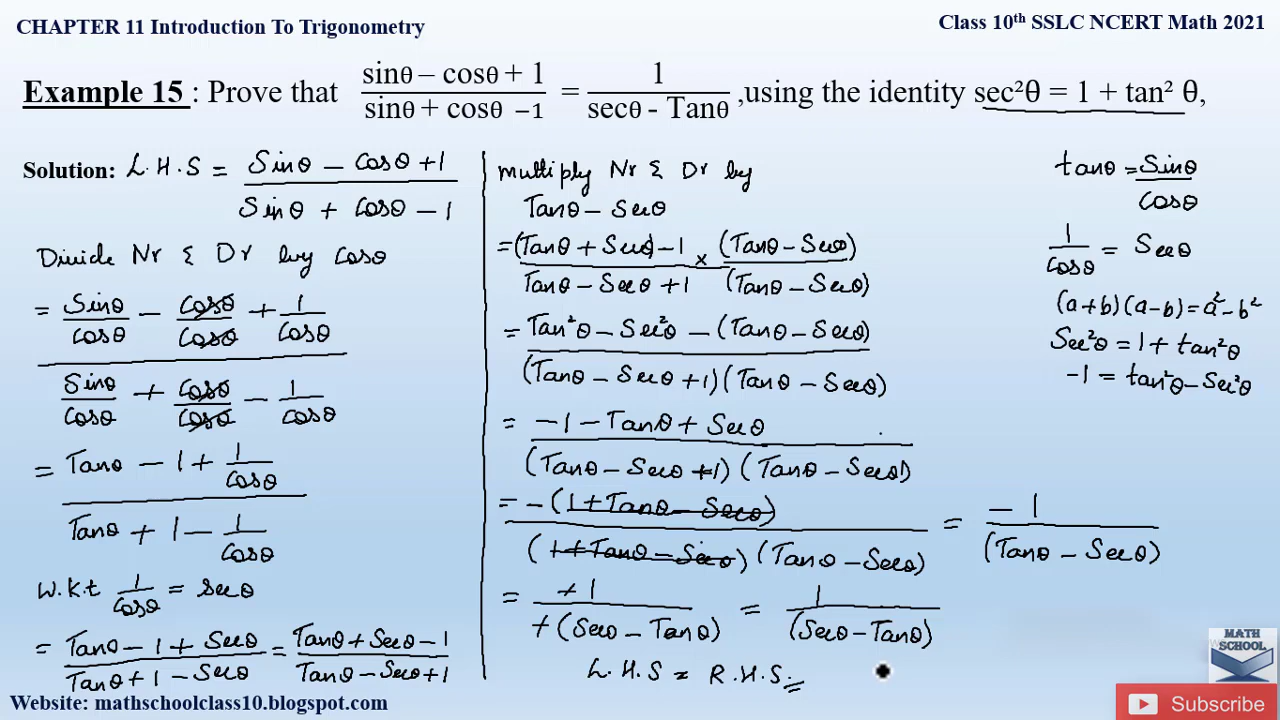 CHAPTER 11 Introduction To Trigonometry
Class 10th SSLC NCERT Math 2021
Example 15 : Prove that (sinθ – cosθ + 1)/(sinθ + cosθ −1) = 1/(secθ - Tanθ) ,using the identity sec²θ = 1 + tan² θ,
Solution: L.H.S = (Sinθ − Cosθ +1)/(Sinθ + Cosθ − 1)
Divide Nr & Dr by Cosθ
= (Sinθ/Cosθ − Cosθ/Cosθ + 1/Cosθ)/(Sinθ/Cosθ + Cosθ/Cosθ − 1/Cosθ)
= (Tanθ − 1 + 1/Cosθ)/(Tanθ + 1 − 1/Cosθ)
W.K.t 1/Cosθ = Secθ
= (Tanθ − 1 + Secθ)/(Tanθ + 1 − Secθ) = (Tanθ + Secθ − 1)/(Tanθ − Secθ + 1)
Multiply Nr & Dr by
Tanθ − Secθ
= (Tanθ + Secθ) − 1/(Tanθ − Secθ + 1) × (Tanθ − Secθ)/(Tanθ − Secθ)
= (Tan²θ − Sec²θ − (Tanθ − Secθ))/((Tanθ − Secθ +1)(Tanθ − Secθ))
= (−1 − Tanθ + Secθ)/((Tanθ − Secθ +1)(Tanθ − Secθ))
= −(1 + Tanθ − Secθ)/((1 + Tanθ − Secθ)(Tanθ − Secθ)) = −1/(Tanθ − Secθ)
= +1/+(Secθ − Tanθ) = 1/(Secθ − Tanθ)
L.H.S = R.H.S.
tanθ = Sinθ/Cosθ
1/Cosθ = Secθ
(a+b)(a−b) = a² − b²
Sec²θ = 1 + tan²θ
−1 = tan²θ − Sec²θ
MATH
SCHOOL
Website: mathschoolclass10.blogspot.com
Subscribe